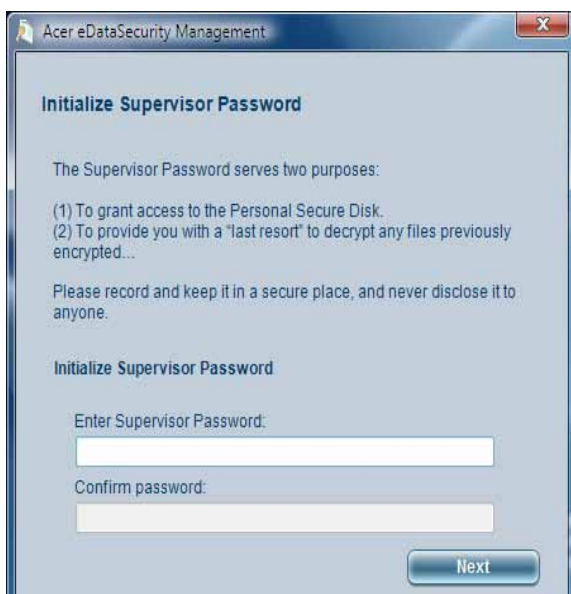 Acer eDataSecurity Management
Initialize Supervisor Password
The Supervisor Password serves two purposes:
(1) To grant access to the Personal Secure Disk.
(2) To provide you with a "last resort" to decrypt any files previously
encrypted...
Please record and keep it in a secure place, and never disclose it to
anyone.
Initialize Supervisor Password
Enter Supervisor Password:
Confirm password:
Next